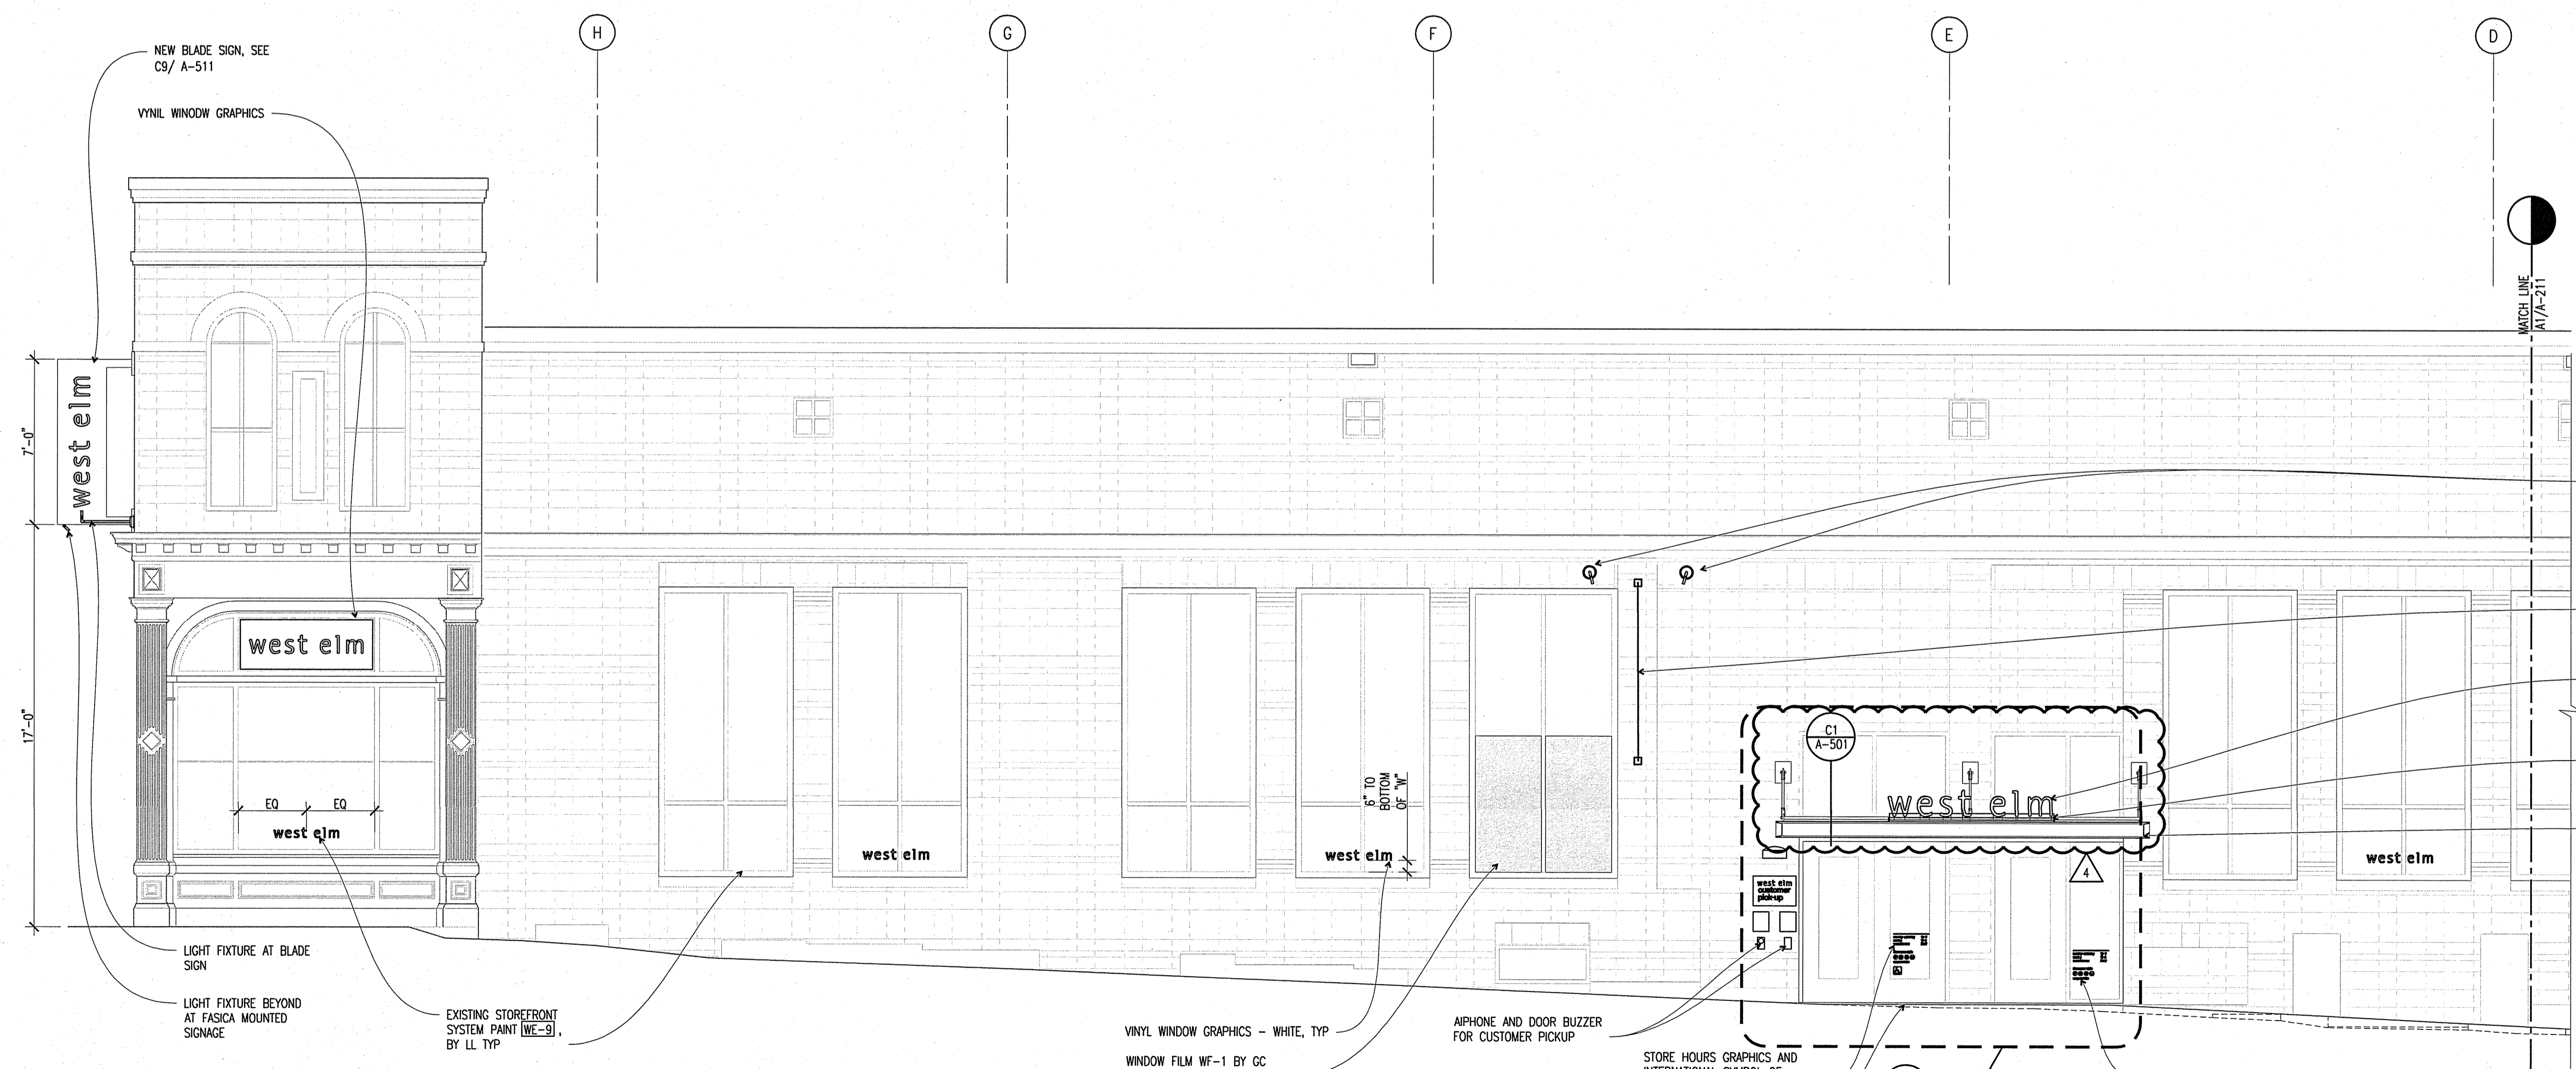 H
G
F
E
D
NEW BLADE SIGN, SEE
C9/ A-511
VYNIL WINODW GRAPHICS
MATCH LINE
A1/A-211
7'-0"
west elm
17'-0"
west elm
EQ
EQ
west elm
west elm
6" TO
BOTTOM
OF "W"
west elm
C1
A-501
west elm
west elm
4
west elm
customer
pick-up
LIGHT FIXTURE AT BLADE
SIGN
LIGHT FIXTURE BEYOND
AT FASICA MOUNTED
SIGNAGE
EXISTING STOREFRONT
SYSTEM PAINT WE-9 ,
BY LL TYP
VINYL WINDOW GRAPHICS - WHITE, TYP
WINDOW FILM WF-1 BY GC
AIPHONE AND DOOR BUZZER
FOR CUSTOMER PICKUP
STORE HOURS GRAPHICS AND
INTERNATIONAL SYMBOL OF